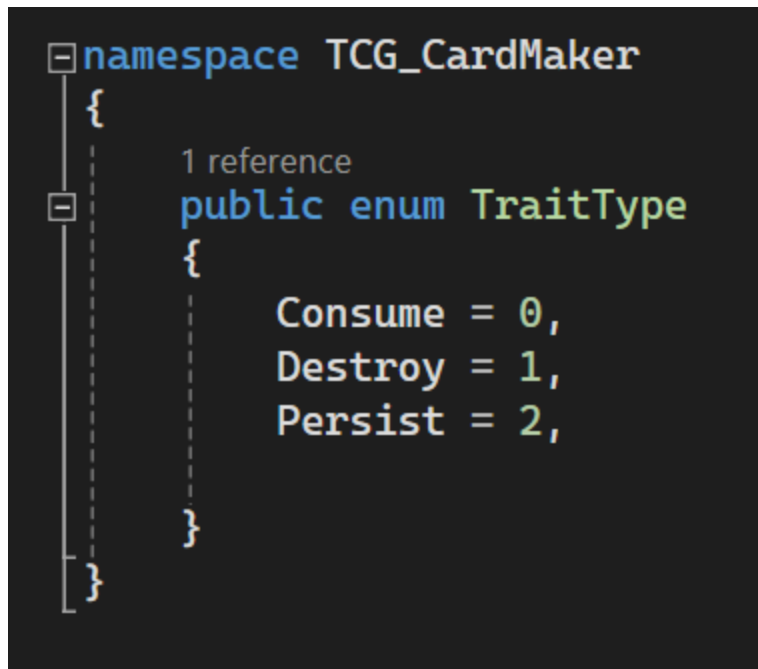 namespace TCG_CardMaker
{
1 reference
public enum TraitType
{
Consume = 0,
Destroy = 1,
Persist = 2,
}
}